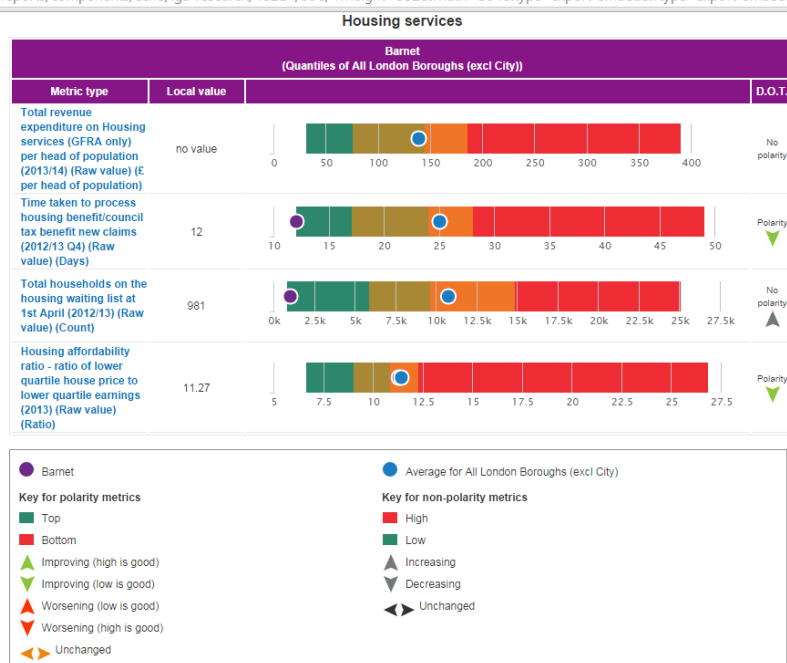 Housing services
Barnet
(Quantiles of All London Boroughs (excl City))
Metric type Local value D.O.T.
Total revenue
expenditure on Housing
services (GFRA only)
per head of population
(2013/14) (Raw value) (£
per head of population)
no value
0 50 100 150 200 250 300 350 400
No
polarity
Time taken to process
housing benefit/council
tax benefit new claims
(2012/13 Q4) (Raw
value) (Days)
12
10 15 20 25 30 35 40 45 50
Polarity
Total households on the
housing waiting list at
1st April (2012/13) (Raw
value) (Count)
981
0k 2.5k 5k 7.5k 10k 12.5k 15k 17.5k 20k 22.5k 25k 27.5k
No
polarity
Housing affordability
ratio - ratio of lower
quartile house price to
lower quartile earnings
(2013) (Raw value)
(Ratio)
11.27
5 7.5 10 12.5 15 17.5 20 22.5 25 27.5
Polarity
Barnet
Key for polarity metrics
Top
Bottom
Improving (high is good)
Improving (low is good)
Worsening (low is good)
Worsening (high is good)
Unchanged
Average for All London Boroughs (excl City)
Key for non-polarity metrics
High
Low
Increasing
Decreasing
Unchanged